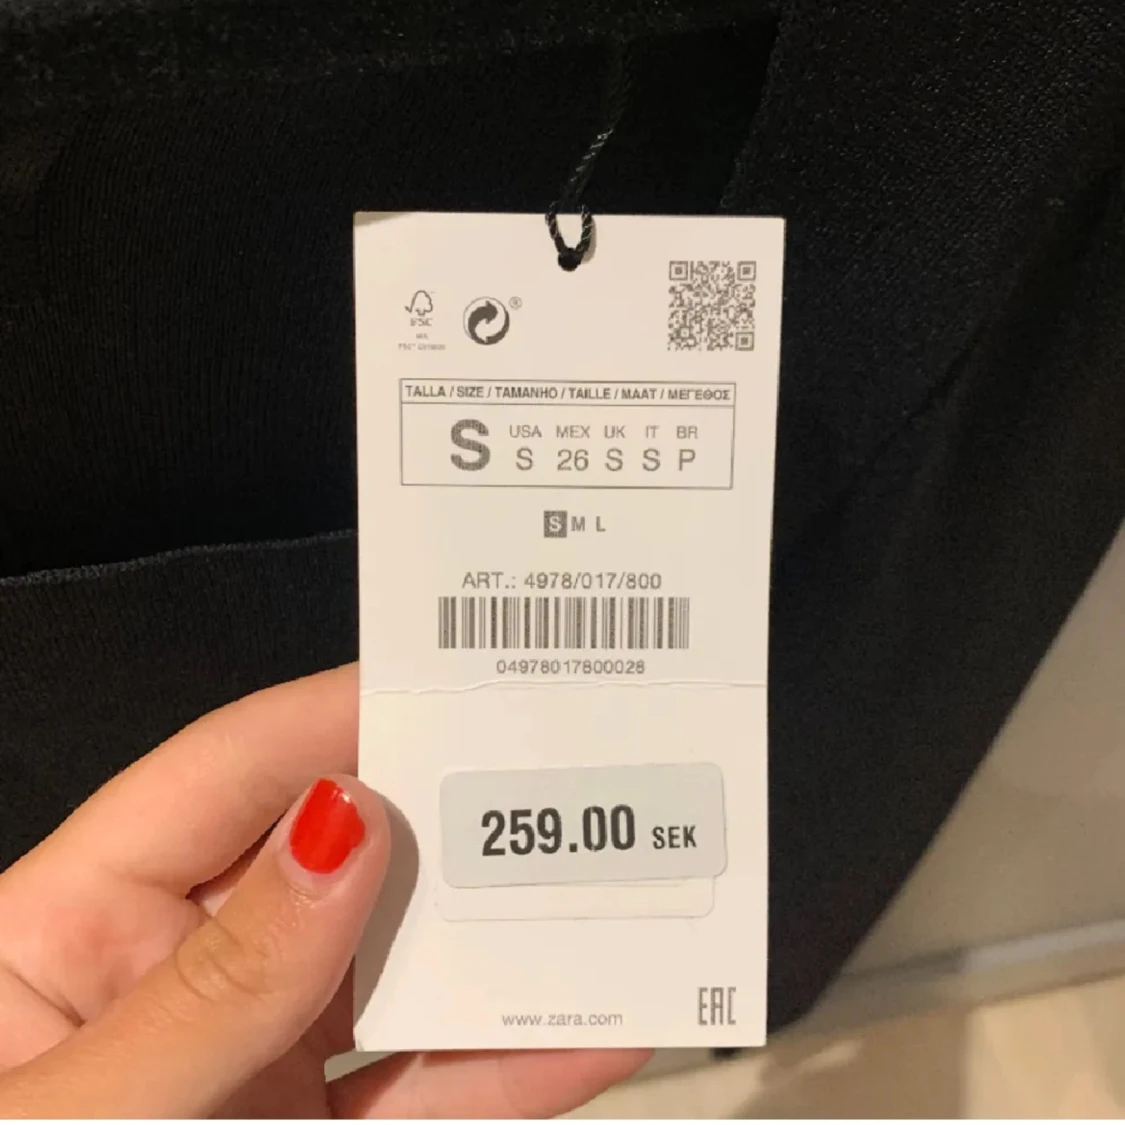 FSC
®
TALLA / SIZE / TAMANHO / TAILLE / MAAT / ΜΕΓΕΘΟΣ
S
USA MEX UK IT BR
S 26 S S P
S M L
ART.: 4978/017/800
04978017800028
259.00 SEK
www.zara.com
EAC